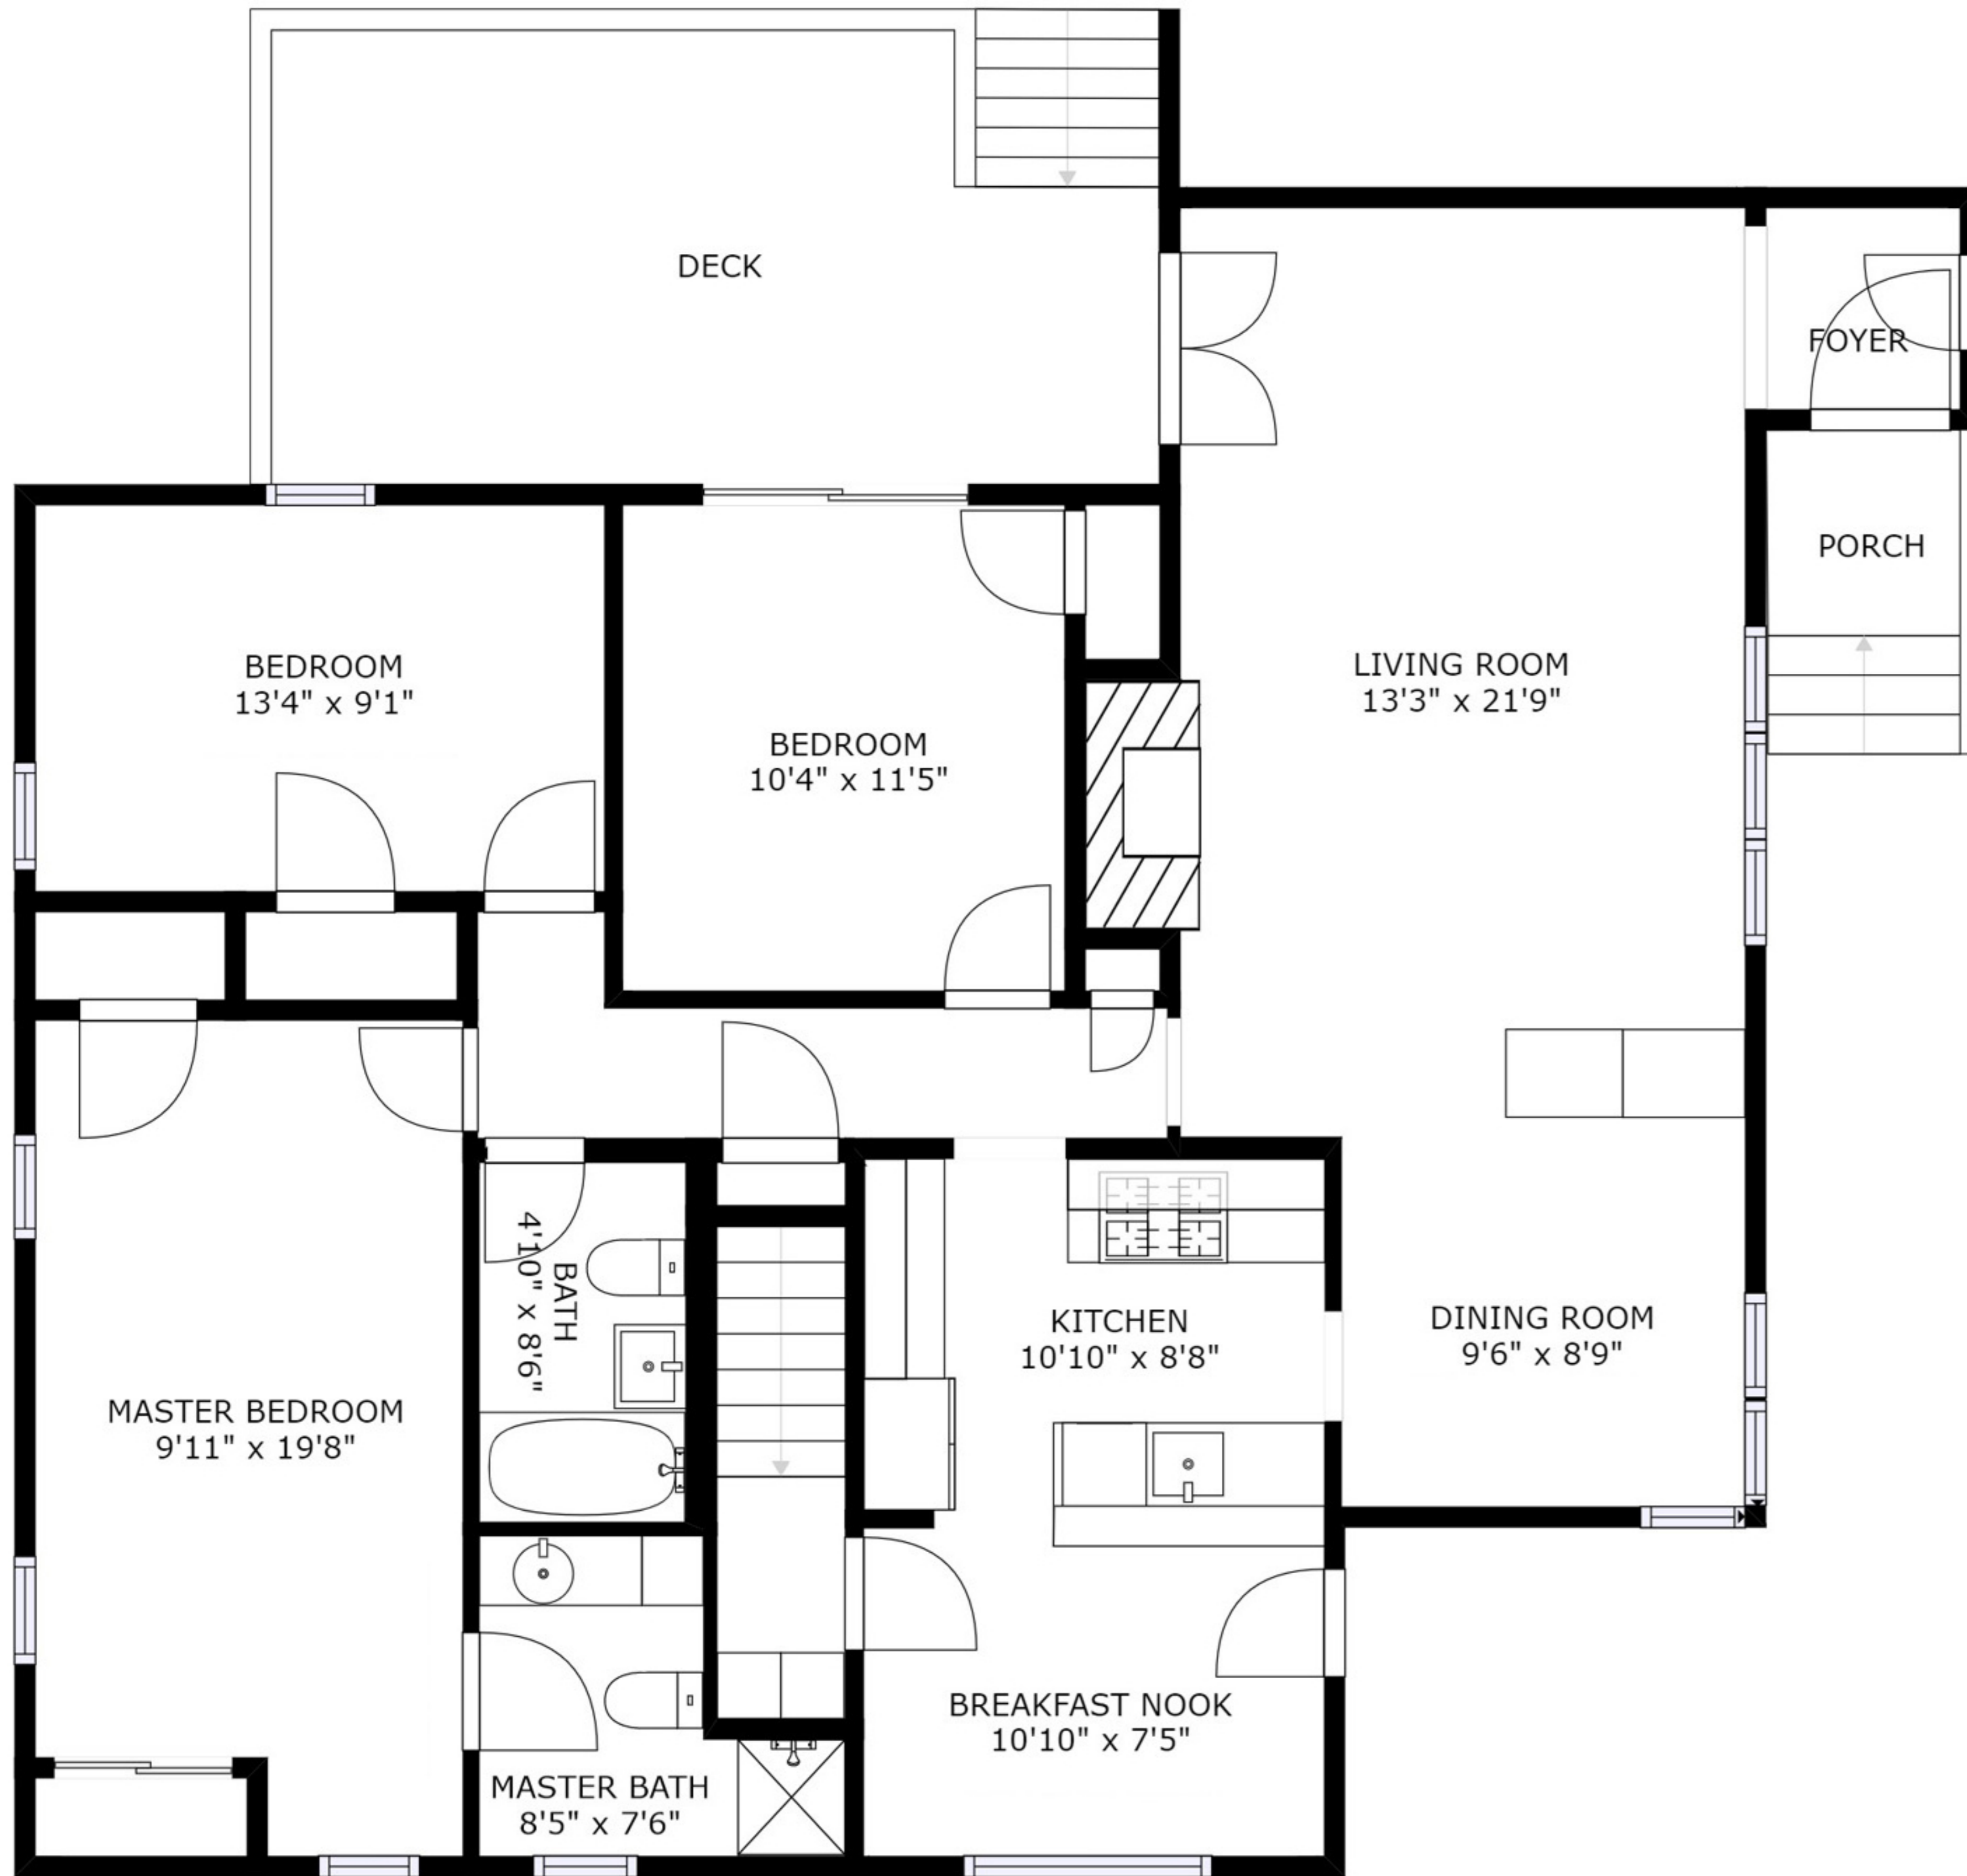 DECK
FOYER
PORCH
BEDROOM
13'4" x 9'1"
BEDROOM
10'4" x 11'5"
LIVING ROOM
13'3" x 21'9"
BATH
4'10" x 8'6"
KITCHEN
10'10" x 8'8"
DINING ROOM
9'6" x 8'9"
MASTER BEDROOM
9'11" x 19'8"
BREAKFAST NOOK
10'10" x 7'5"
MASTER BATH
8'5" x 7'6"